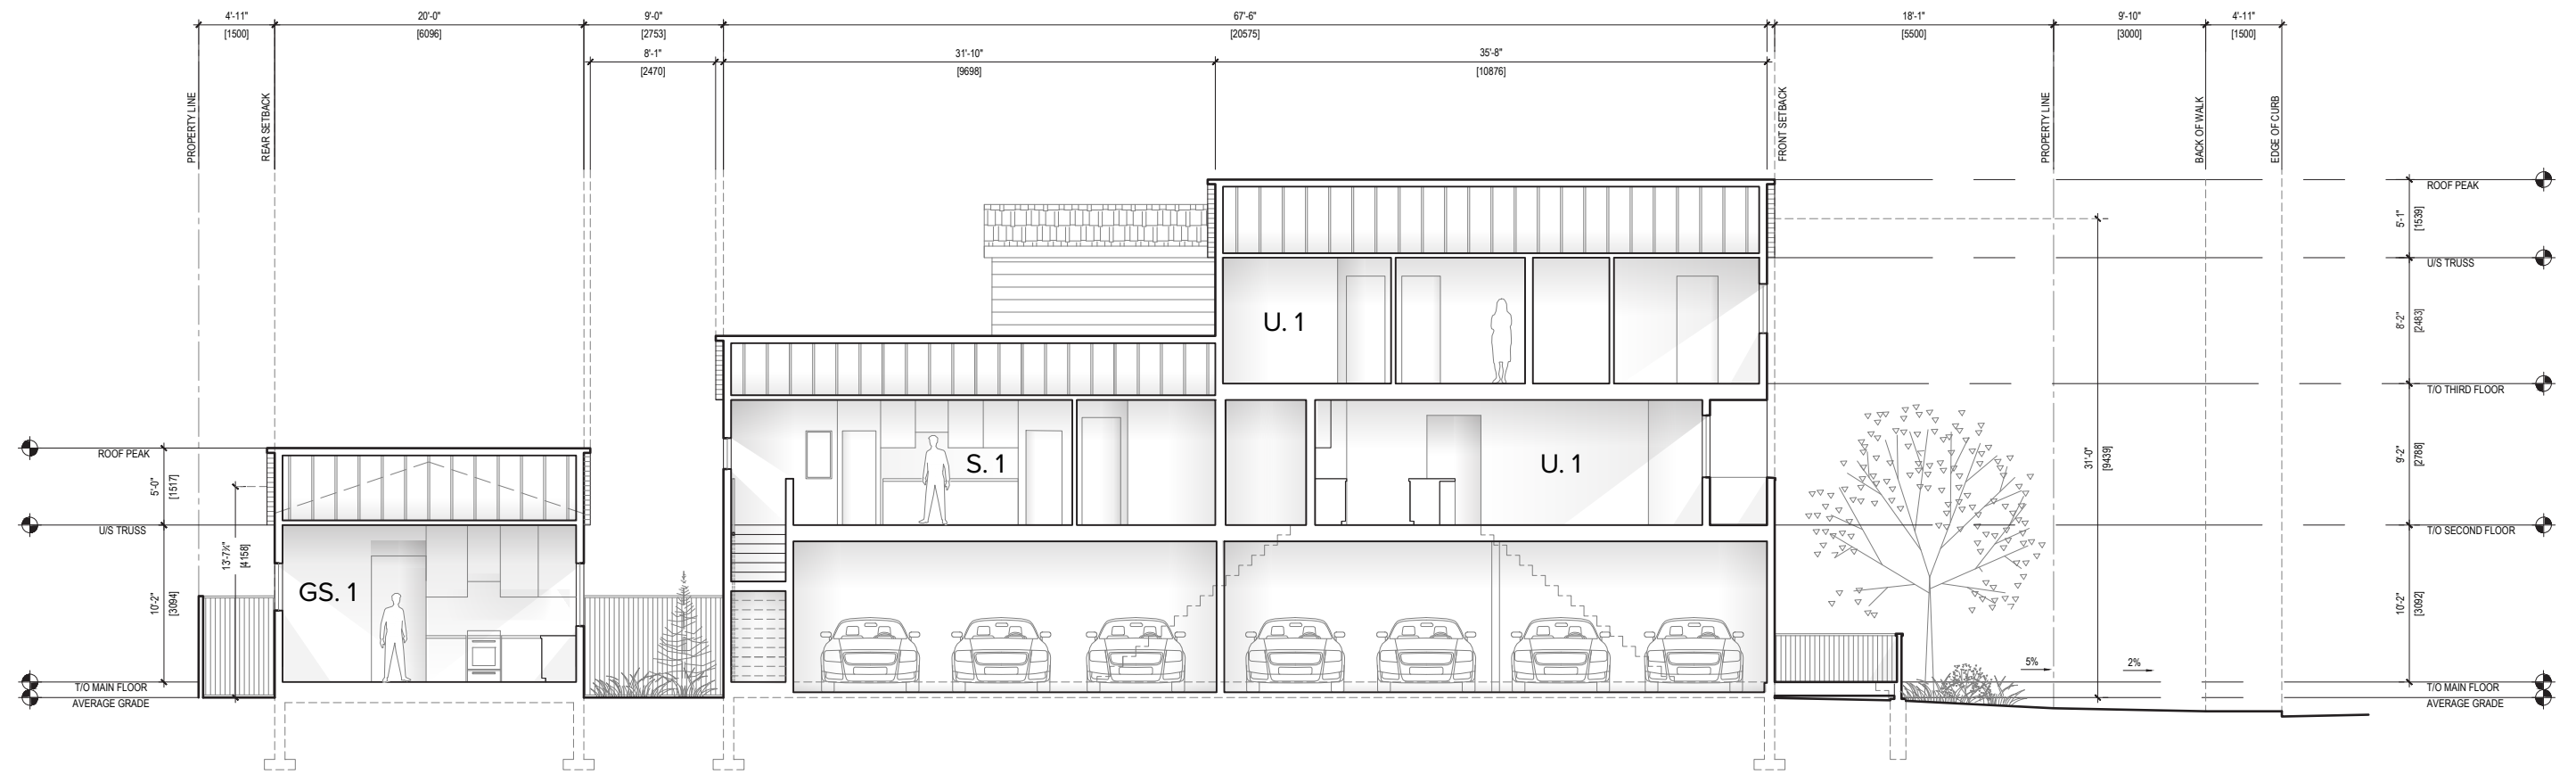 4'-11" 20'-0" 9'-0" 67'-6" 18'-1" 9'-10" 4'-11"
[1500] [6096] [2753] [20575] [5500] [3000] [1500]
8'-1" 31'-10" 35'-8"
[2470] [9698] [10876]
PROPERTY LINE
REAR SETBACK
FRONT SETBACK
PROPERTY LINE
BACK OF WALK
EDGE OF CURB
ROOF PEAK
5'-1"
[1539]
U/S TRUSS
U. 1
8'-2"
[2483]
T/O THIRD FLOOR
ROOF PEAK
S. 1
U. 1
31'-0"
[9439]
9'-2"
[2788]
5'-0"
[1517]
U/S TRUSS
T/O SECOND FLOOR
13'-7¾"
[4158]
GS. 1
10'-2"
[3094]
10'-2"
[3092]
5%
2%
T/O MAIN FLOOR
AVERAGE GRADE
T/O MAIN FLOOR
AVERAGE GRADE